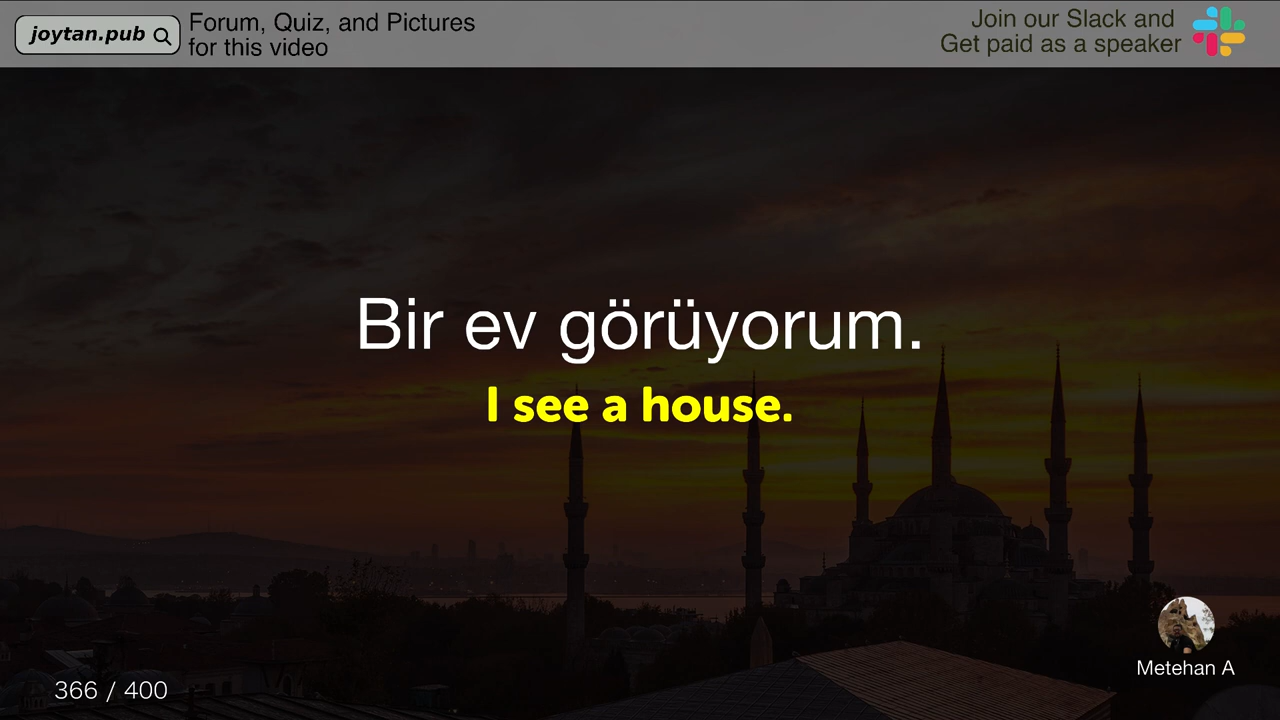 joytan.pub
Forum, Quiz, and Pictures
for this video
Join our Slack and
Get paid as a speaker
Bir ev görüyorum.
I see a house.
Metehan A
366 / 400